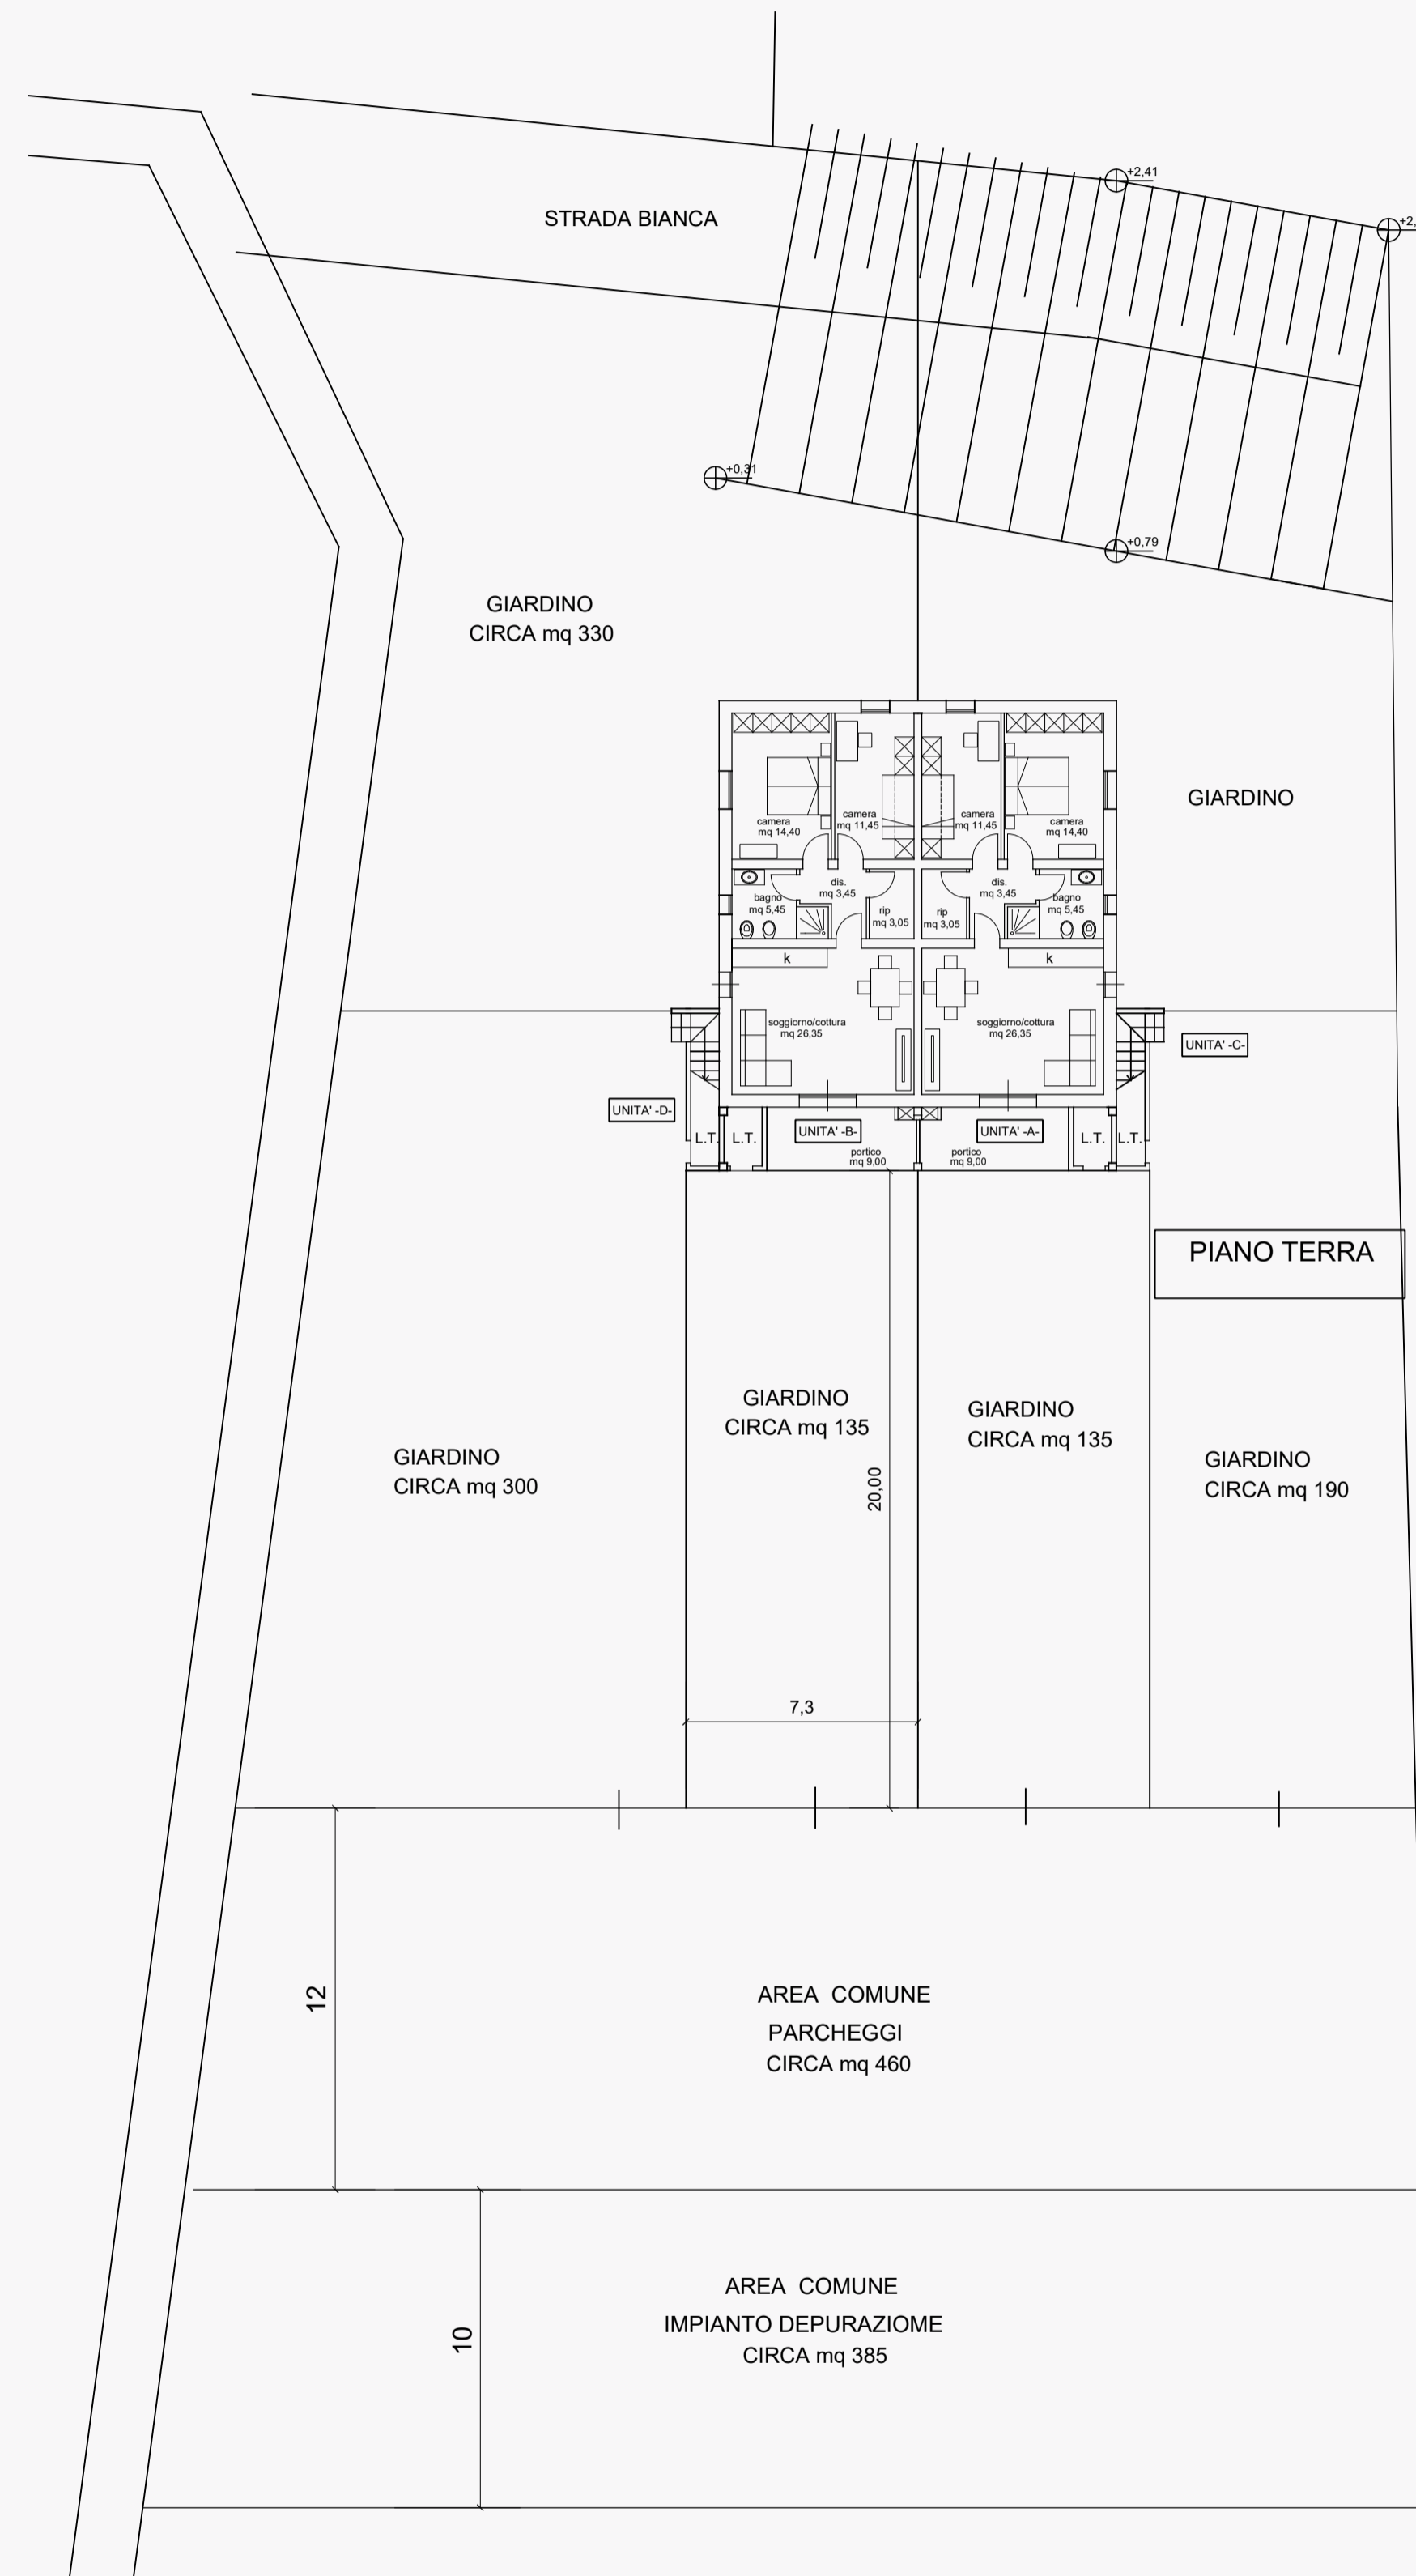 +2,41
+2,
STRADA BIANCA
+0,31
+0,79
GIARDINO
CIRCA mq 330
GIARDINO
camera
mq 14,40
camera
mq 11,45
camera
mq 11,45
camera
mq 14,40
bagno
mq 5,45
dis.
mq 3,45
rip
mq 3,05
rip
mq 3,05
dis.
mq 3,45
bagno
mq 5,45
k
k
soggiorno/cottura
mq 26,35
soggiorno/cottura
mq 26,35
UNITA' -C-
UNITA' -D-
L.T.
L.T.
UNITA' -B-
UNITA' -A-
L.T.
L.T.
portico
mq 9,00
portico
mq 9,00
PIANO TERRA
GIARDINO
CIRCA mq 135
GIARDINO
CIRCA mq 135
GIARDINO
CIRCA mq 300
20,00
GIARDINO
CIRCA mq 190
7,3
12
AREA COMUNE
PARCHEGGI
CIRCA mq 460
10
AREA COMUNE
IMPIANTO DEPURAZIOME
CIRCA mq 385